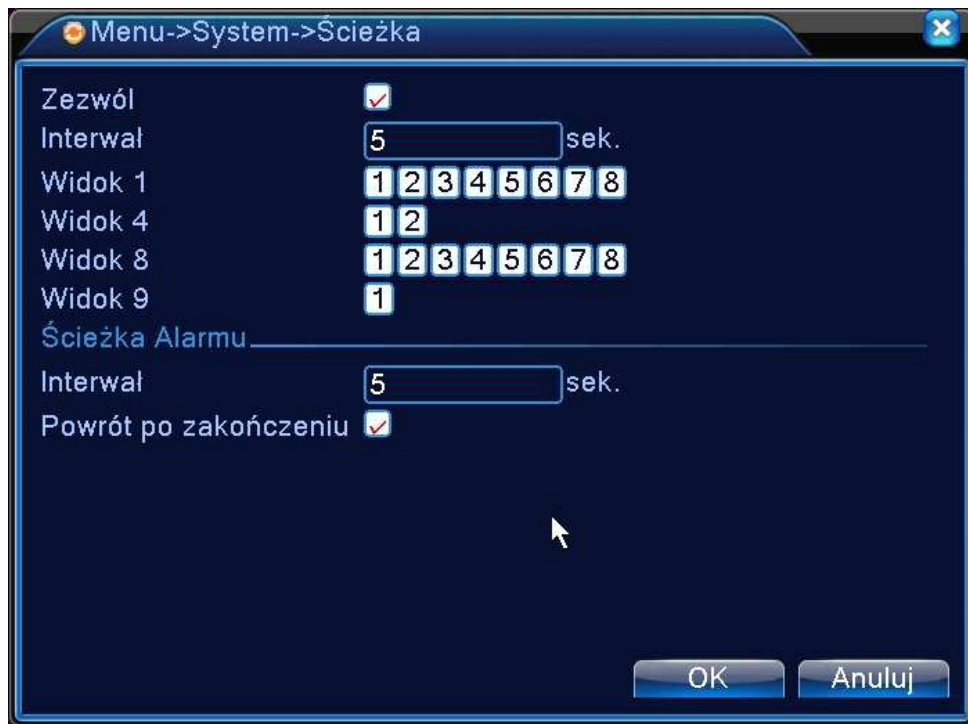 Menu->System->Ścieżka
Zezwól
Interwał 5 sek.
Widok 1 1 2 3 4 5 6 7 8
Widok 4 1 2
Widok 8 1 2 3 4 5 6 7 8
Widok 9 1
Ścieżka Alarmu
Interwał 5 sek.
Powrót po zakończeniu
OK Anuluj